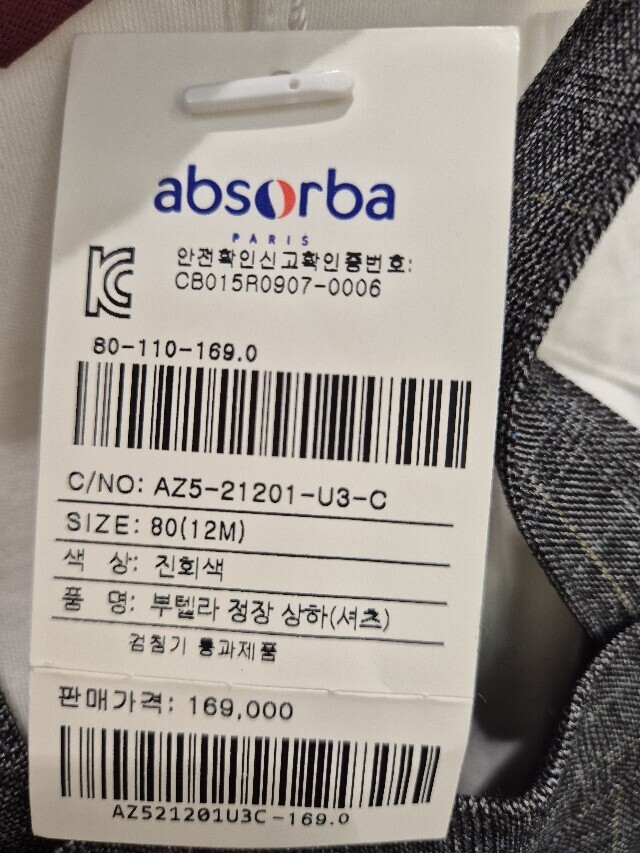 absorba
PARIS
안전확인신고확인증번호:
CB015R0907-0006
80-110-169.0
C/NO: AZ5-21201-U3-C
SIZE: 80(12M)
색 상: 진회색
품 명: 부텔라 정장 상하(셔츠)
검침기 통과제품
판매가격: 169,000
AZ521201U3C-169.0